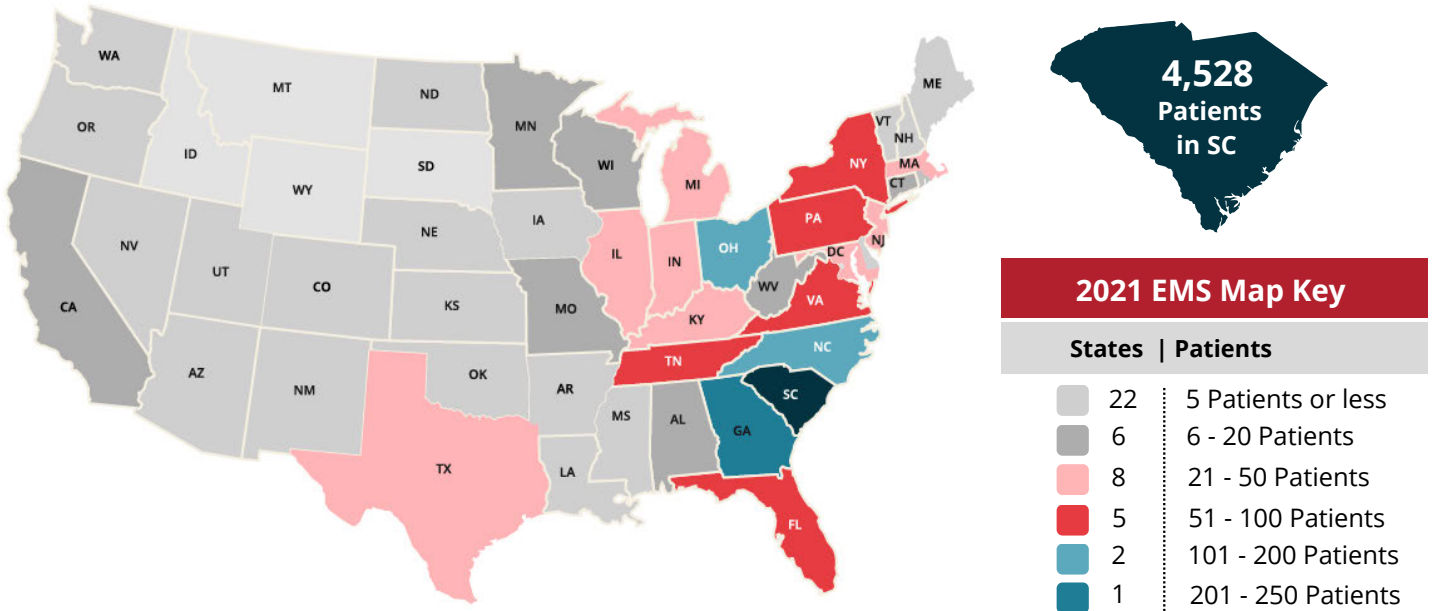 WA
MT
ND
MN
ME
OR
ID
SD
WI
VT
NH
NY
MA
CT
WY
MI
IA
PA
NE
NJ
NV
UT
CO
IL
IN
OH
DC
CA
KS
MO
WV
VA
KY
NC
TN
AZ
NM
OK
AR
SC
MS
AL
GA
TX
LA
FL
4,528
Patients
in SC
2021 EMS Map Key
States | Patients
22 5 Patients or less
6 6 - 20 Patients
8 21 - 50 Patients
5 51 - 100 Patients
2 101 - 200 Patients
1 201 - 250 Patients